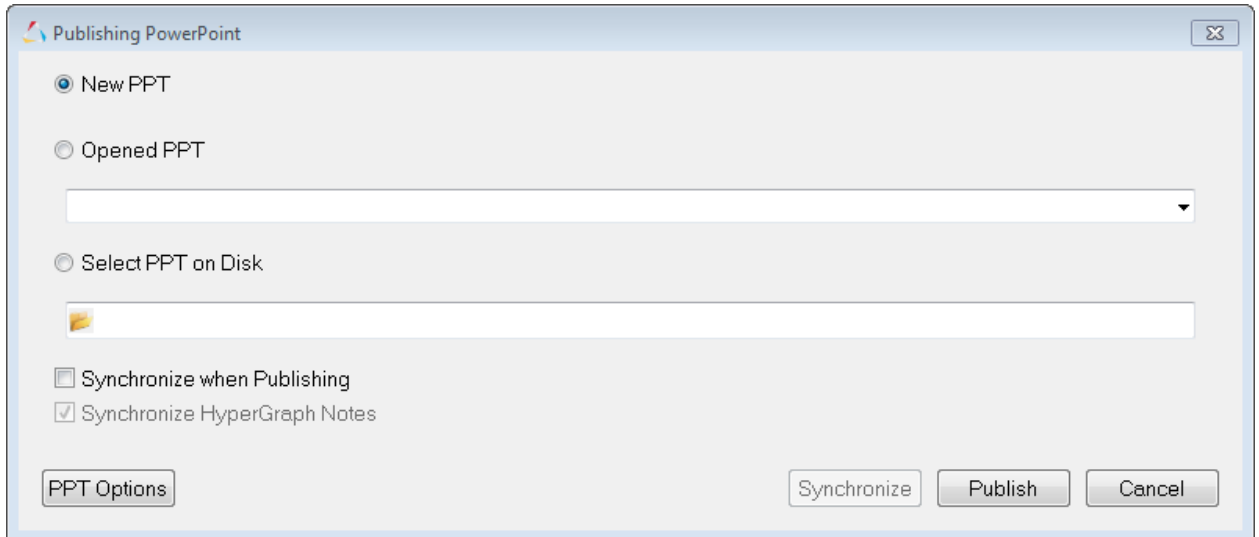 Publishing PowerPoint
New PPT
Opened PPT
Select PPT on Disk
Synchronize when Publishing
Synchronize HyperGraph Notes
PPT Options Synchronize Publish Cancel